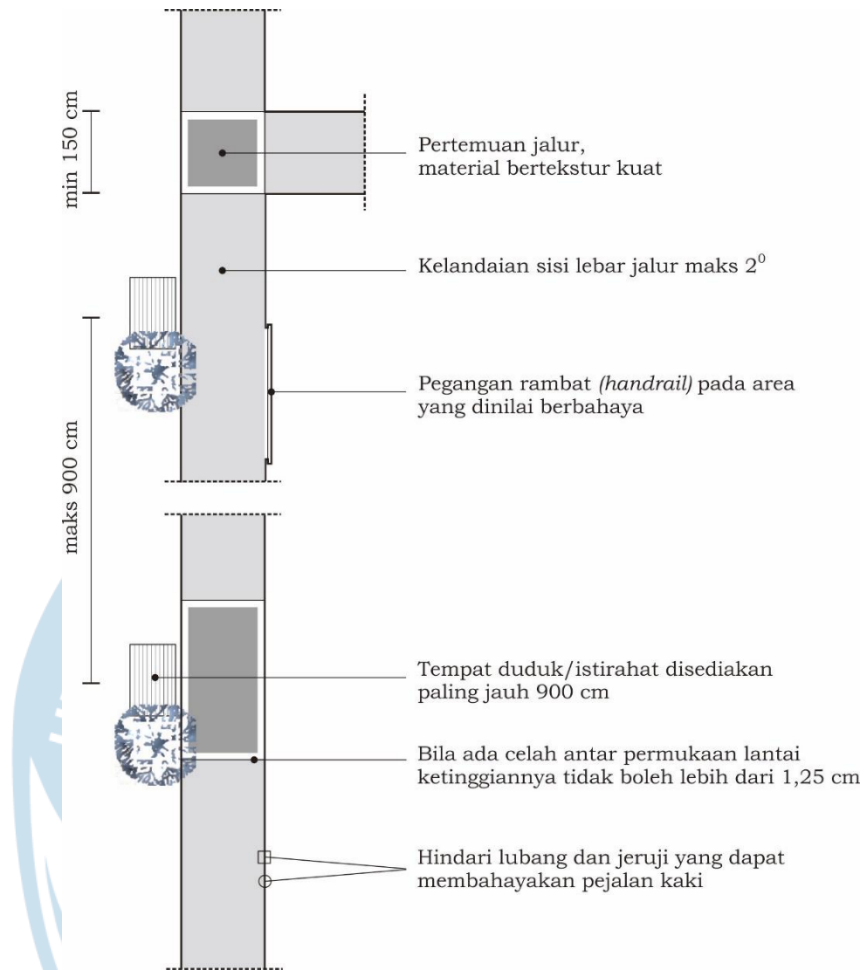 min 150 cm
Pertemuan jalur,
material bertekstur kuat
Kelandaian sisi lebar jalur maks 2⁰
Pegangan rambat (handrail) pada area
yang dinilai berbahaya
maks 900 cm
Tempat duduk/istirahat disediakan
paling jauh 900 cm
Bila ada celah antar permukaan lantai
ketinggiannya tidak boleh lebih dari 1,25 cm
Hindari lubang dan jeruji yang dapat
membahayakan pejalan kaki